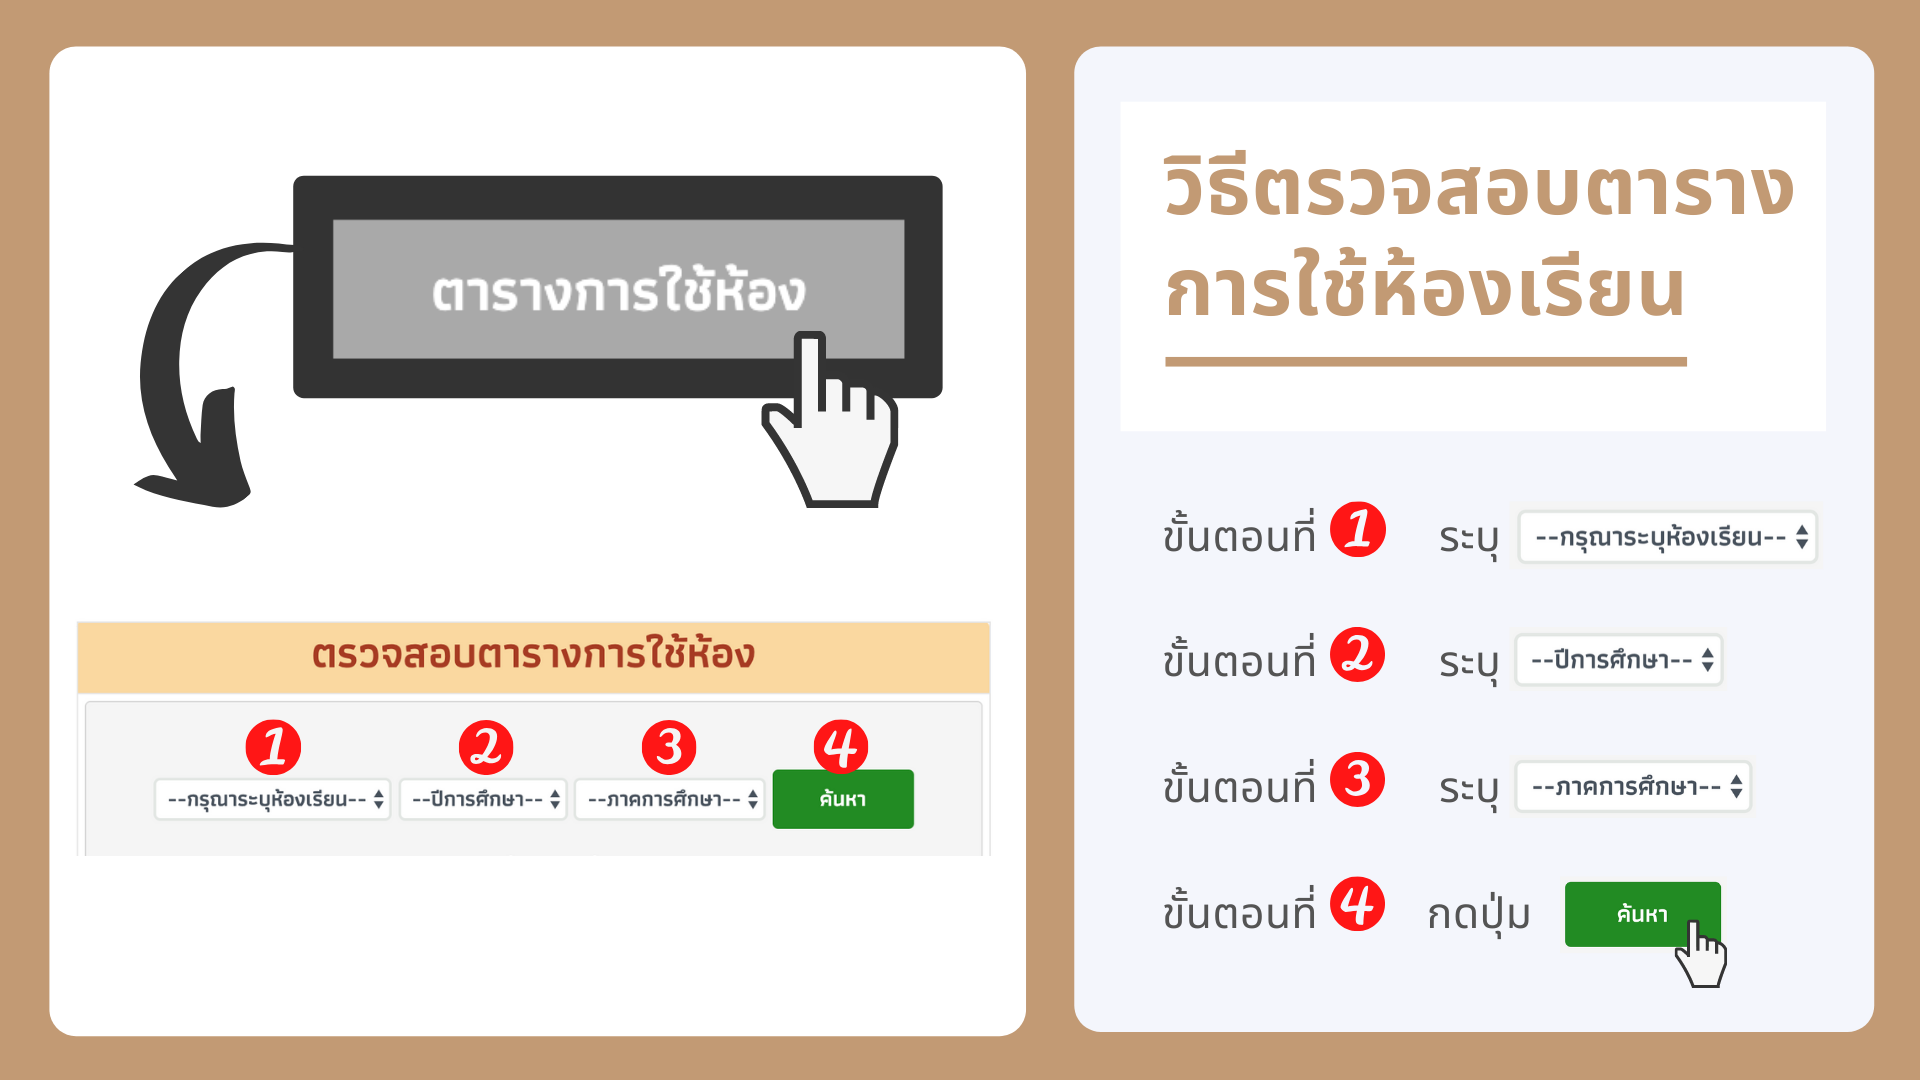 ตารางการใช้ห้อง
ตรวจสอบตารางการใช้ห้อง
1 2 3 4
--กรุณาระบุห้องเรียน-- --ปีการศึกษา-- --ภาคการศึกษา-- ค้นหา
วิธีตรวจสอบตาราง
การใช้ห้องเรียน
ขั้นตอนที่ 1 ระบุ --กรุณาระบุห้องเรียน--
ขั้นตอนที่ 2 ระบุ --ปีการศึกษา--
ขั้นตอนที่ 3 ระบุ --ภาคการศึกษา--
ขั้นตอนที่ 4 กดปุ่ม ค้นหา